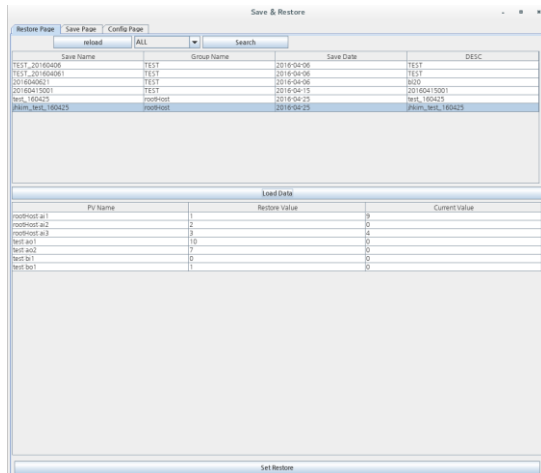 Save & Restore
Restore Page Save Page Config Page
reload ALL Search
Save Name Group Name Save Date DESC
TEST_20160406 TEST 2016-04-06 TEST
TEST_201604061 TEST 2016-04-06 TEST
2016040621 TEST 2016-04-06 bl20
20160415001 TEST 2016-04-15 20160415001
test_160425 rootHost 2016-04-25 test_160425
jhkim_test_160425 rootHost 2016-04-25 jhkim_test_160425
Load Data
PV Name Restore Value Current Value
rootHost:ai1 1 9
rootHost:ai2 2 0
rootHost:ai3 3 4
test:ao1 10 0
test:ao2 7 0
test:bi1 0 0
test:bo1 1 0
Set Restore